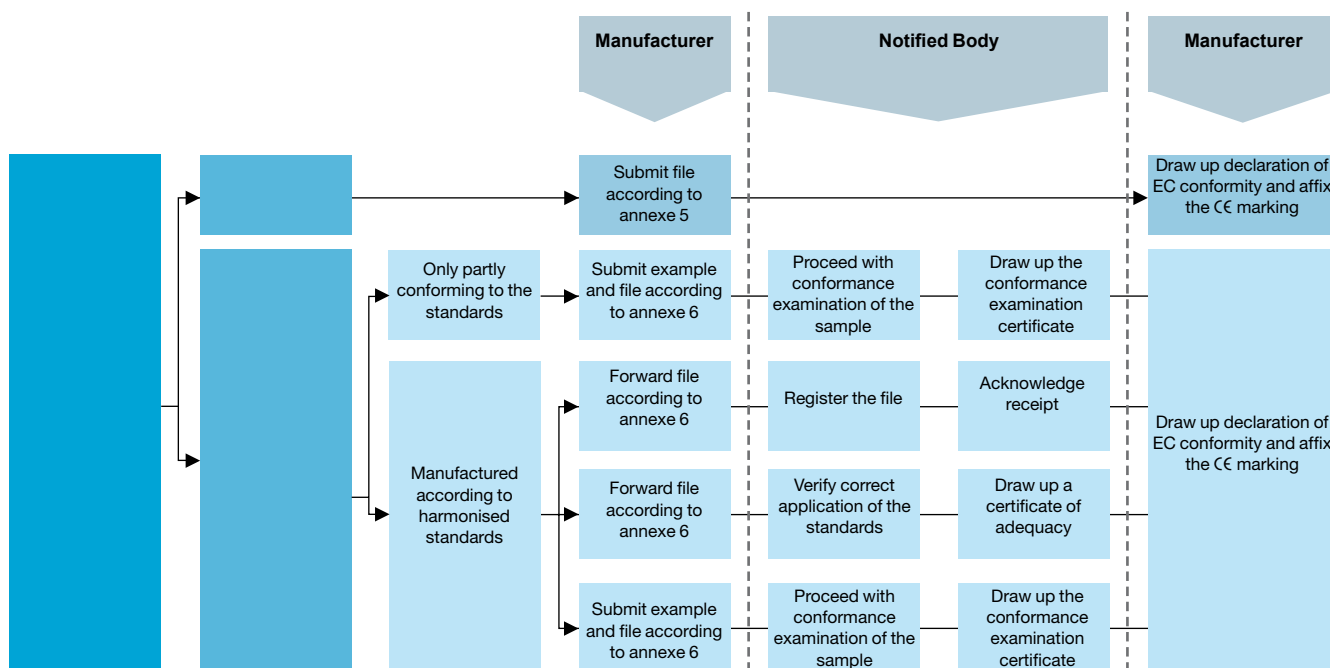 Manufacturer
Notified Body
Manufacturer
Submit file
according to
annexe 5
Draw up declaration of
EC conformity and affix
the CE marking
Only partly
conforming to the
standards
Submit example
and file according
to annexe 6
Proceed with
conformance
examination of the
sample
Draw up the
conformance
examination
certificate
Manufactured
according to
harmonised
standards
Forward file
according to
annexe 6
Register the file
Acknowledge
receipt
Draw up declaration of
EC conformity and affix
the CE marking
Forward file
according to
annexe 6
Verify correct
application of the
standards
Draw up a
certificate of
adequacy
Submit example
and file according
to annexe 6
Proceed with
conformance
examination of the
sample
Draw up the
conformance
examination
certificate